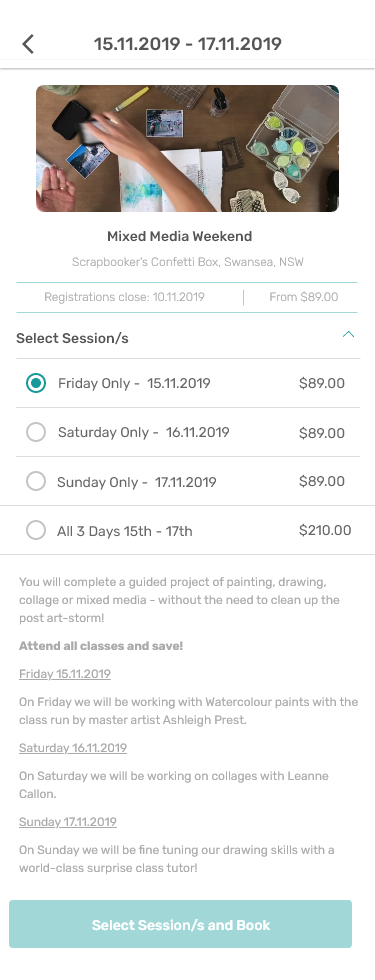 15.11.2019 - 17.11.2019
Mixed Media Weekend
Scrapbooker's Confetti Box, Swansea, NSW
Registrations close: 10.11.2019 From $89.00
Select Session/s
Friday Only - 15.11.2019 $89.00
Saturday Only - 16.11.2019 $89.00
Sunday Only - 17.11.2019 $89.00
All 3 Days 15th - 17th $210.00
You will complete a guided project of painting, drawing,
collage or mixed media - without the need to clean up the
post art-storm!
Attend all classes and save!
Friday 15.11.2019
On Friday we will be working with Watercolour paints with the
class run by master artist Ashleigh Prest.
Saturday 16.11.2019
On Saturday we will be working on collages with Leanne
Callon.
Sunday 17.11.2019
On Sunday we will be fine tuning our drawing skills with a
world-class surprise class tutor!
Select Session/s and Book